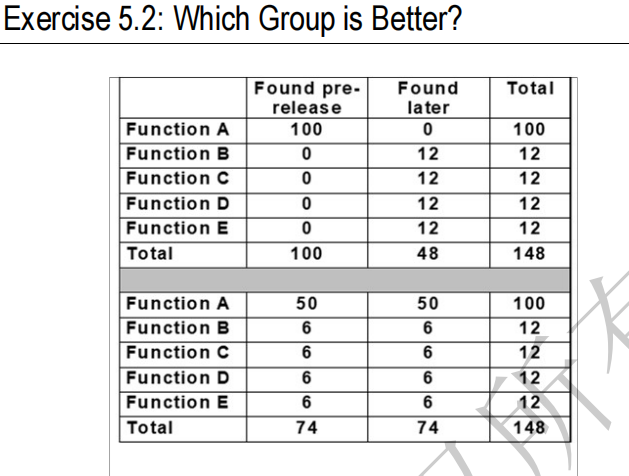 Exercise 5.2: Which Group is Better?
Found pre-release Found later Total
Function A 100 0 100
Function B 0 12 12
Function C 0 12 12
Function D 0 12 12
Function E 0 12 12
Total 100 48 148
Function A 50 50 100
Function B 6 6 12
Function C 6 6 12
Function D 6 6 12
Function E 6 6 12
Total 74 74 148
所